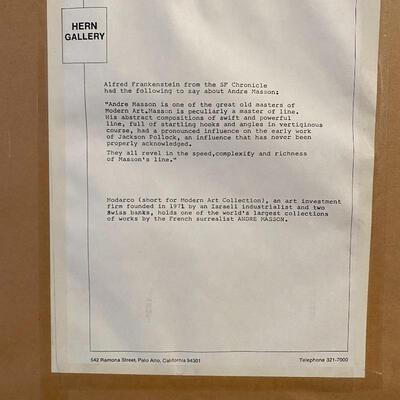 HERN
GALLERY
Alfred Frankenstein from the SF Chronicle
had the following to say about Andre Masson:
"Andre Masson is one of the great old masters of
Modern Art.Masson is peculiarly a master of line.
His abstract compositions of swift and powerful
line, full of startling hooks and angles in vertiginous
course, had a pronounced influence on the early work
of Jackson Pollock, an influence that has never been
properly acknowledged.
They all revel in the speed,complexify and richness
of Masson's line."
Modarco (short for Modern Art Collection), an art investment
firm founded in 1971 by an Israeli industrialist and two
Swiss banks, holds one of the world's largest collections
of works by the French surrealist ANDRE MASSON.
542 Ramona Street, Palo Alto, California 94301
Telephone 321-7000